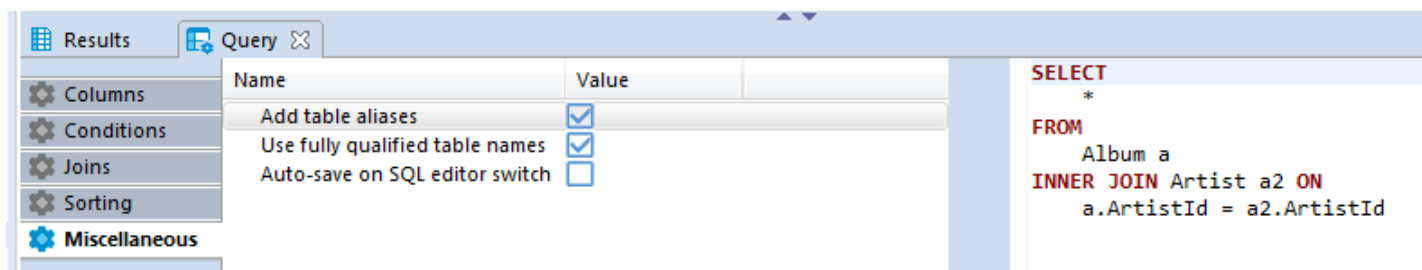 Results
Query
Columns
Conditions
Joins
Sorting
Miscellaneous
Name Value
Add table aliases
Use fully qualified table names
Auto-save on SQL editor switch
SELECT
*
FROM
Album a
INNER JOIN Artist a2 ON
a.ArtistId = a2.ArtistId